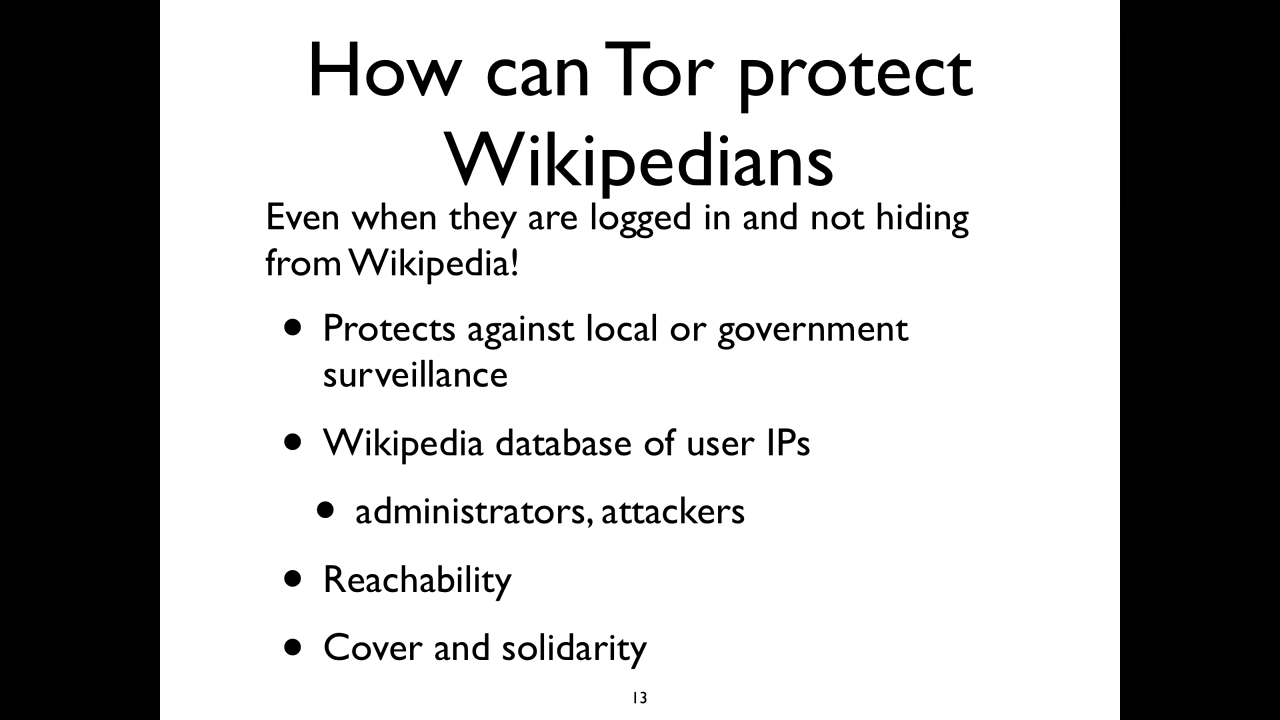 How can Tor protect
Wikipedians
Even when they are logged in and not hiding
from Wikipedia!
• Protects against local or government
surveillance
• Wikipedia database of user IPs
• administrators, attackers
• Reachability
• Cover and solidarity
13